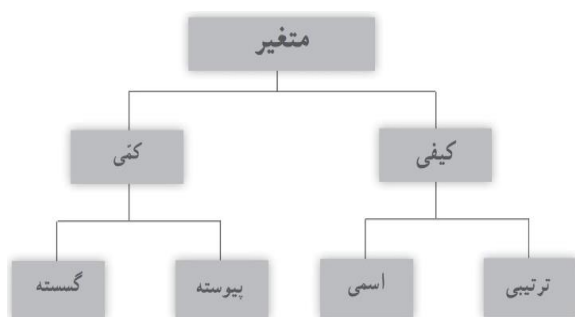 متغیر
کیفی
کمّی
ترتیبی
اسمی
پیوسته
گسسته